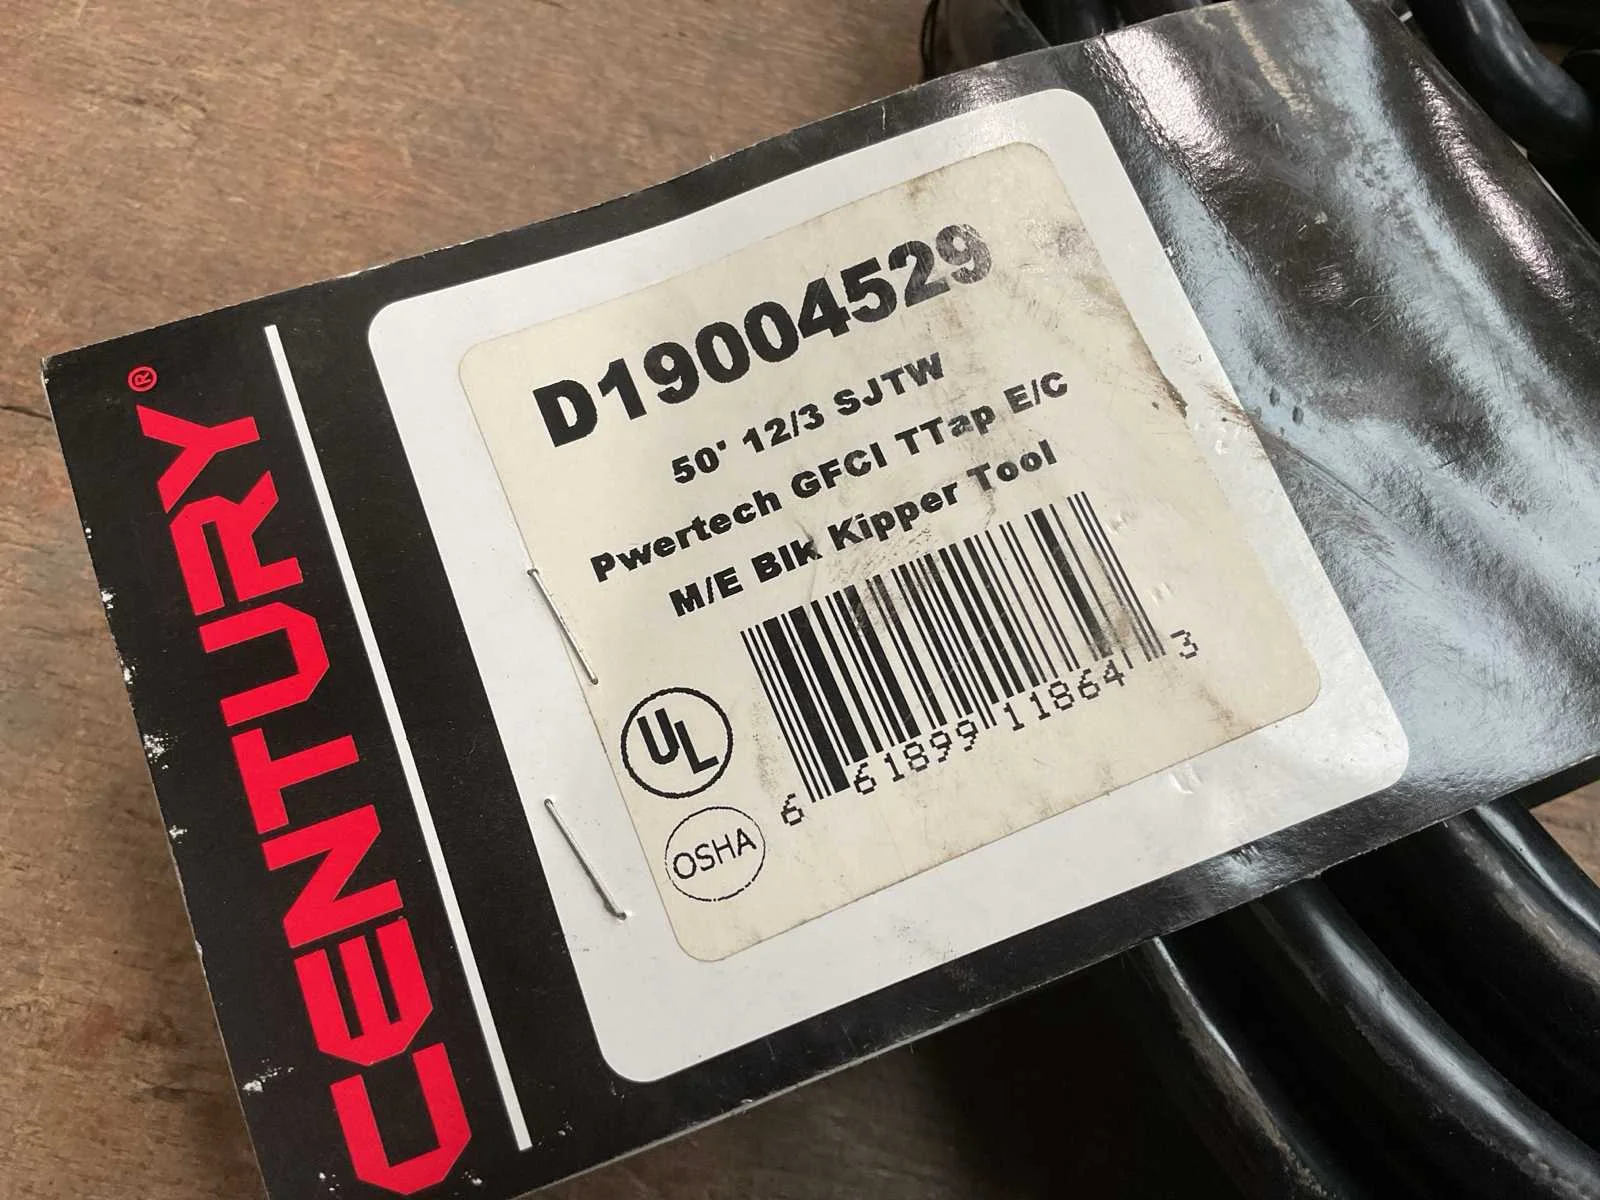 CENTURY®
D19004529
50' 12/3 SJTW
Pwertech GFCI TTap E/C
M/E Blk Kipper Tool
6 61899 11864 3
UL
OSHA